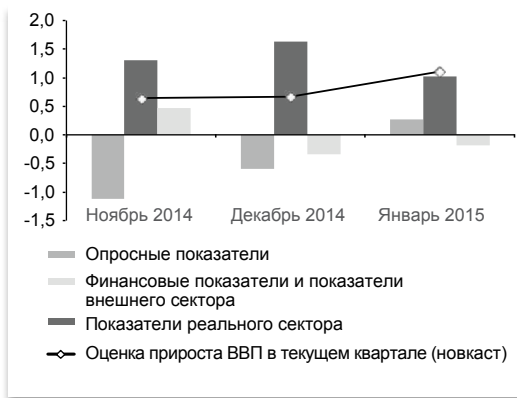 2,0
1,5
1,0
0,5
0,0
-0,5
-1,0
-1,5
Ноябрь 2014 Декабрь 2014 Январь 2015
Опросные показатели
Финансовые показатели и показатели
внешнего сектора
Показатели реального сектора
Оценка прироста ВВП в текущем квартале (новкаст)